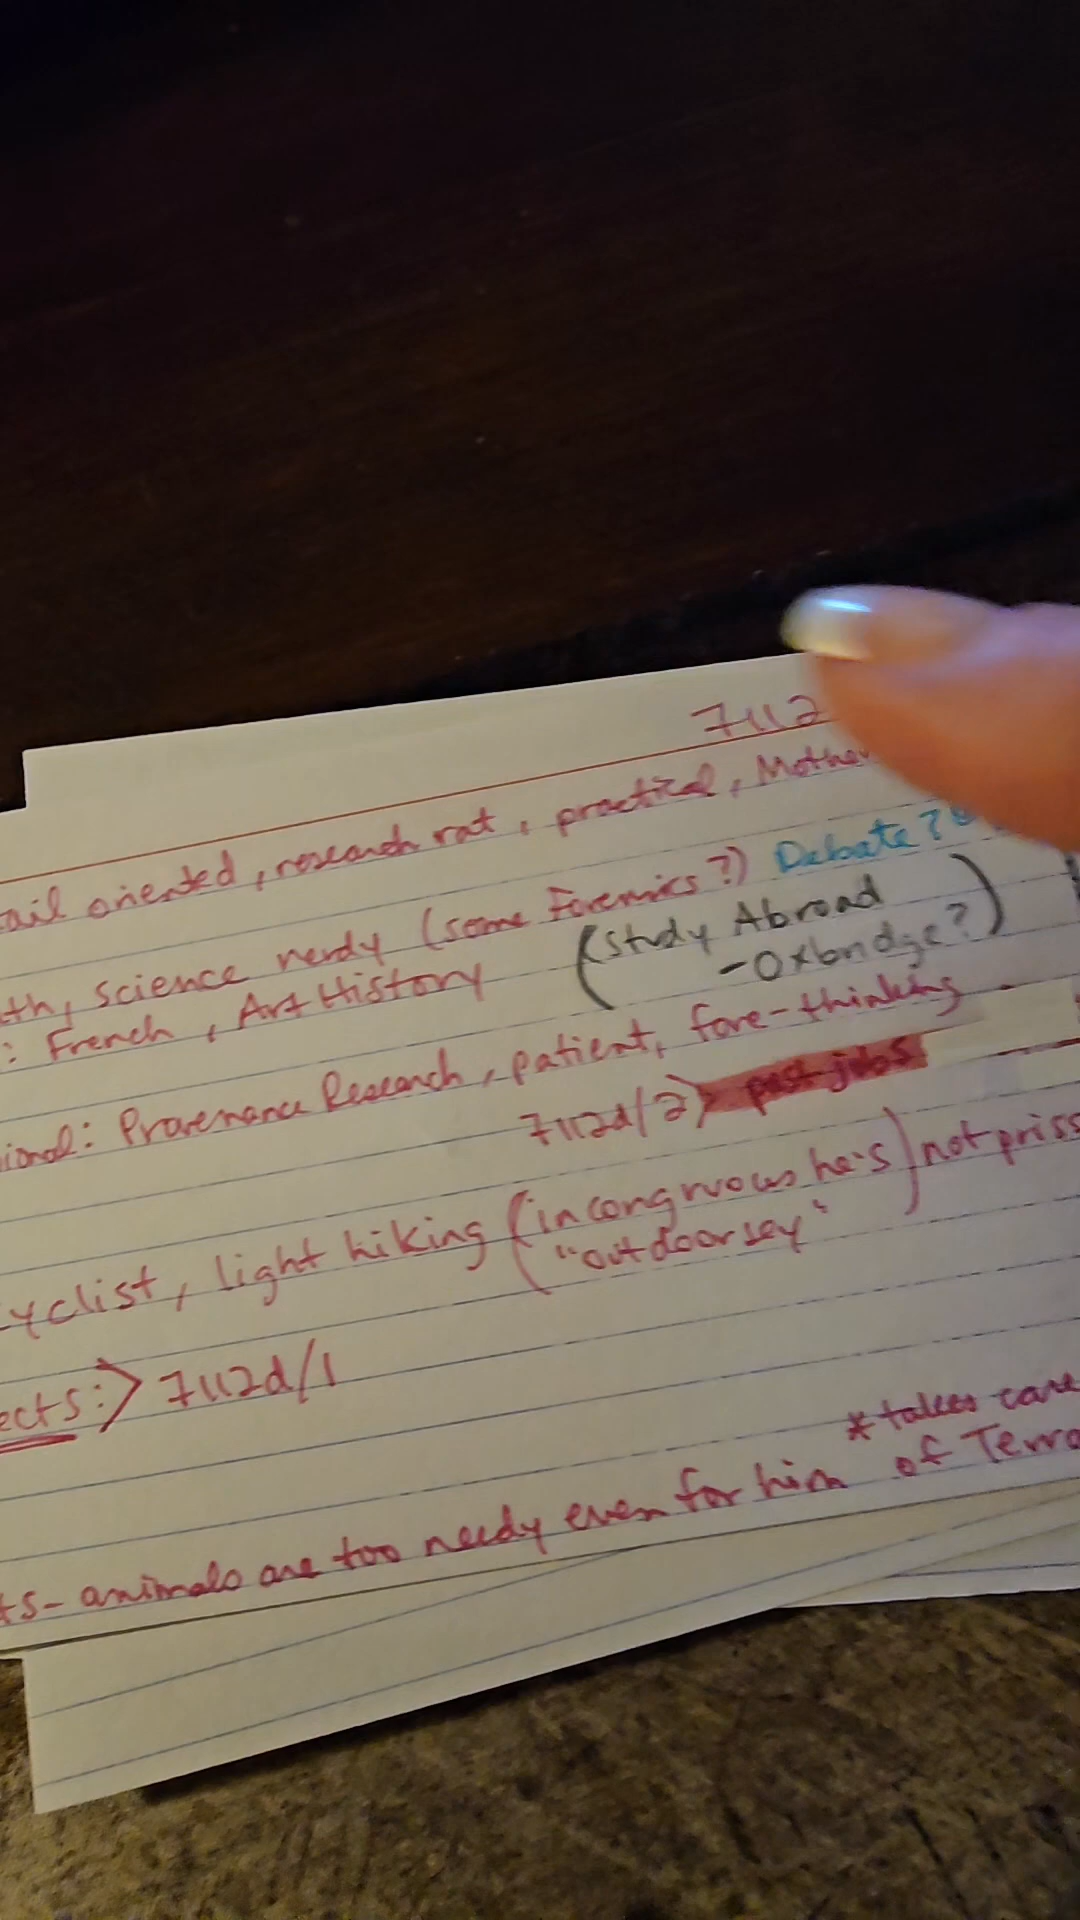 7112
ail oriented, research rat, practical, Mothe
th, science nerdy (some Forensics?) Debate?
: French, Art History (Study Abroad
-Oxbridge?)
ional: Provenance Research, patient, fore-thinking
7112d/2> past jobs
yclist, light hiking (incongruous he's) not priss
"outdoorsey"
ects:> 7112d/1
*takes care
ts- animals are too needy even for him of Terra